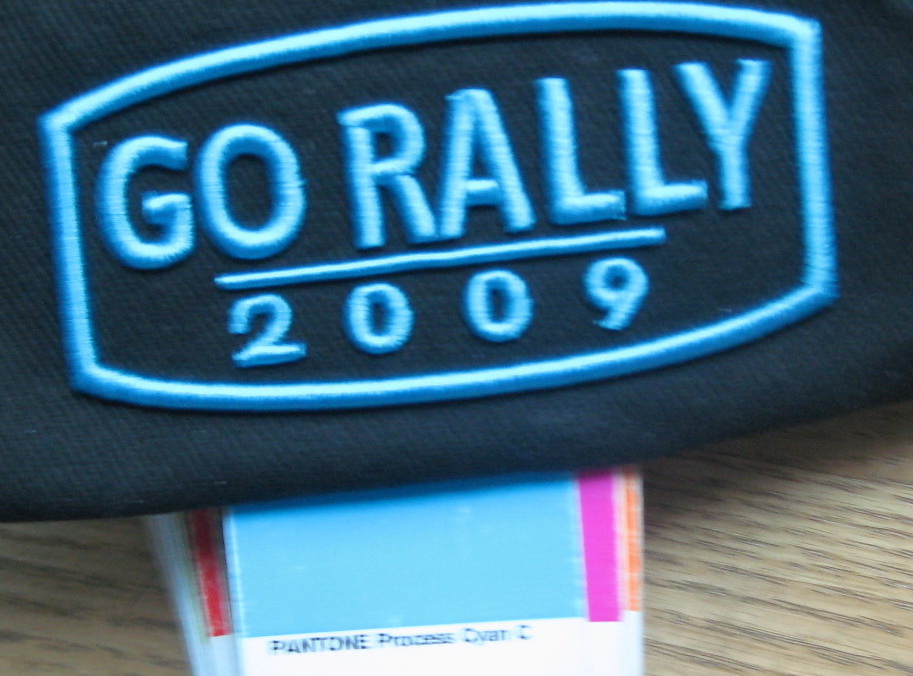 GO RALLY
2009
PANTONE Process Cyan C